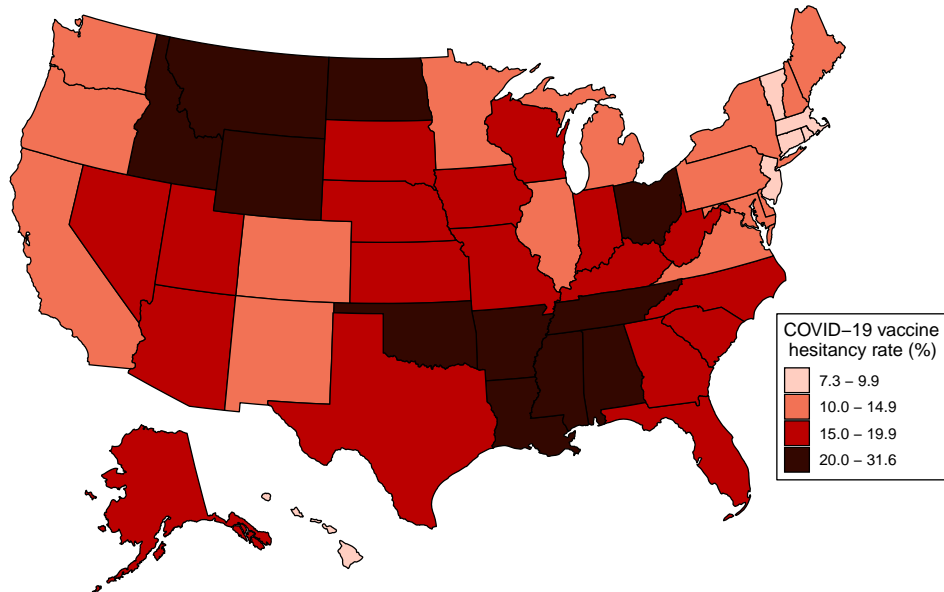 COVID−19 vaccine
hesitancy rate (%)
7.3 − 9.9
10.0 − 14.9
15.0 − 19.9
20.0 − 31.6